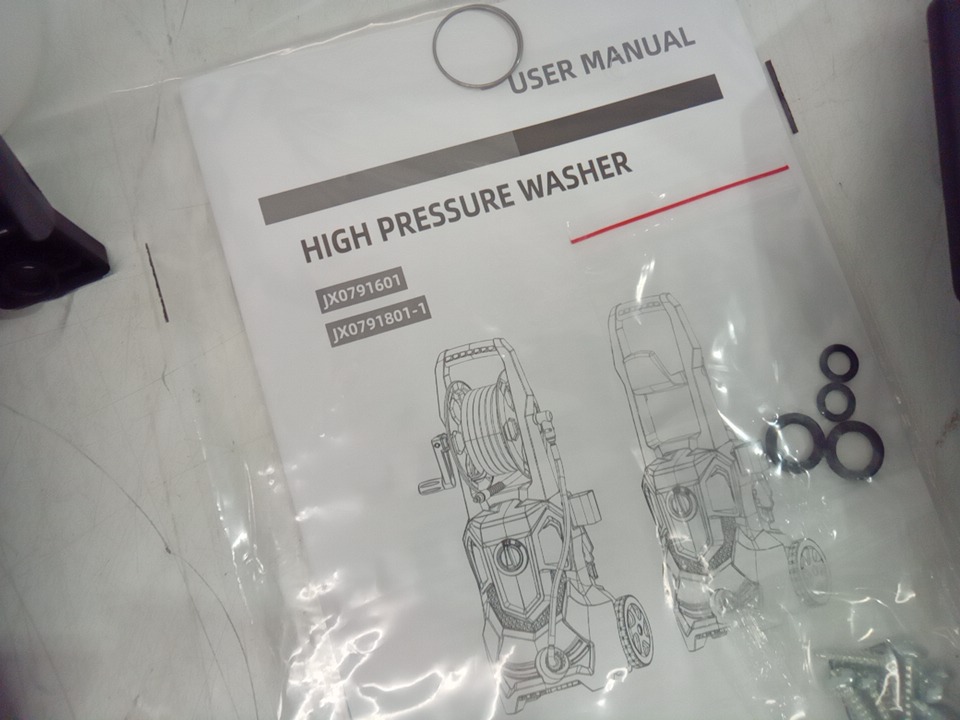 USER MANUAL
HIGH PRESSURE WASHER
JX0791601
JX0791801-1